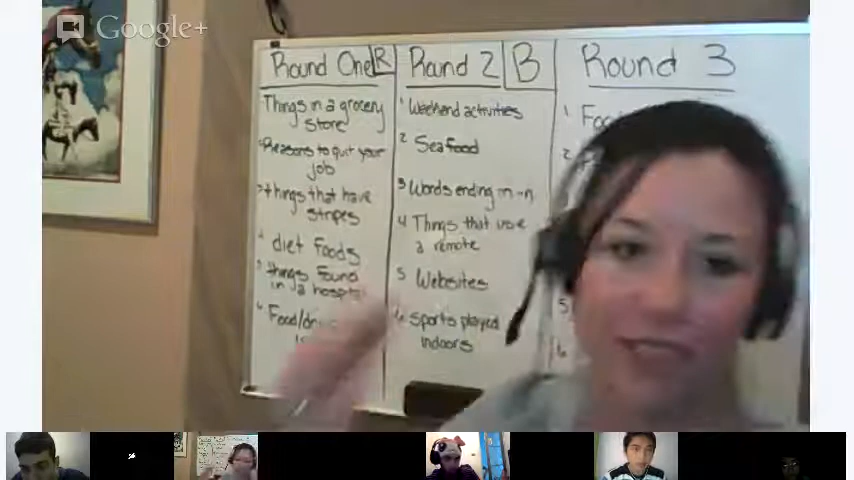 Google+
Round One R
Things in a grocery
store
Reasons to quit your
job
things that have
stripes
diet foods
things found
in a hospital
Round 2 B
1 Weekend activities
2 Seafood
3 Words ending in -n
4 Things that use
a remote
5 Websites
6 Sports played
indoors
Round 3
1
2
5
6